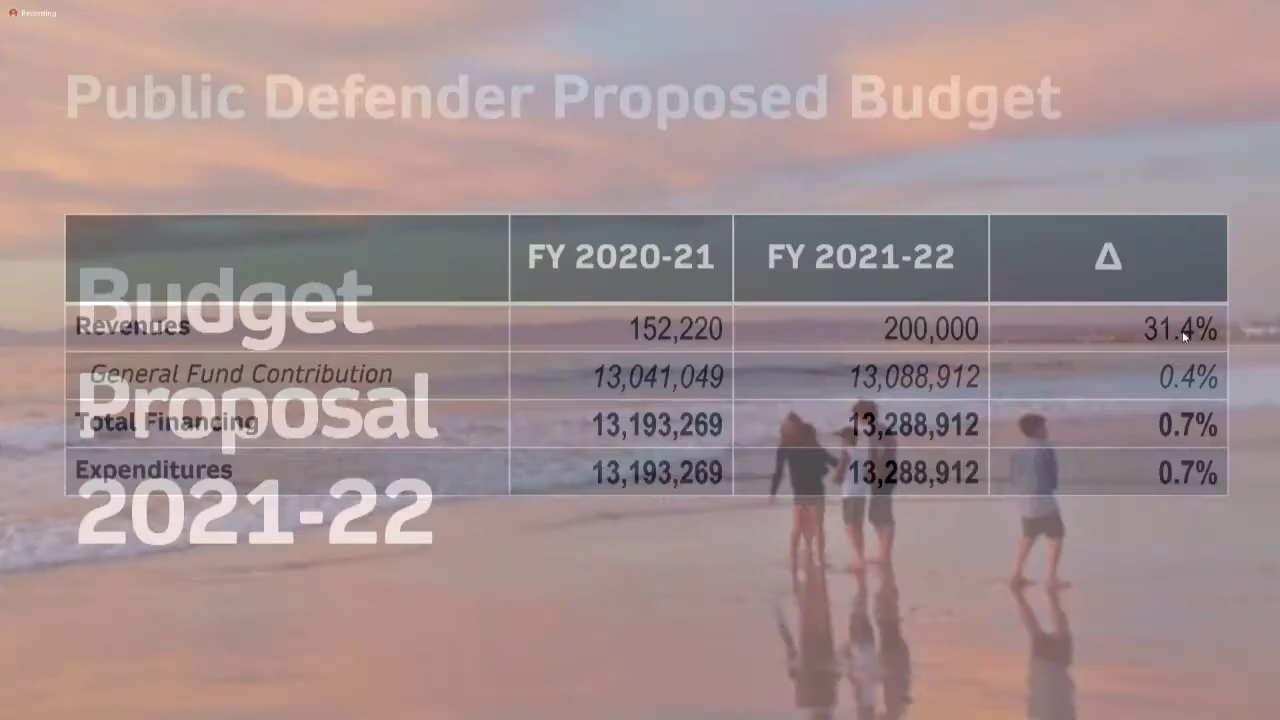 Recording
Public Defender Proposed Budget
FY 2020-21 FY 2021-22 Δ
Budget
Revenues 152,220 200,000 31.4%
General Fund Contribution 13,041,049 13,088,912 0.4%
Proposal
Total Financing 13,193,269 13,288,912 0.7%
Expenditures 13,193,269 13,288,912 0.7%
2021-22